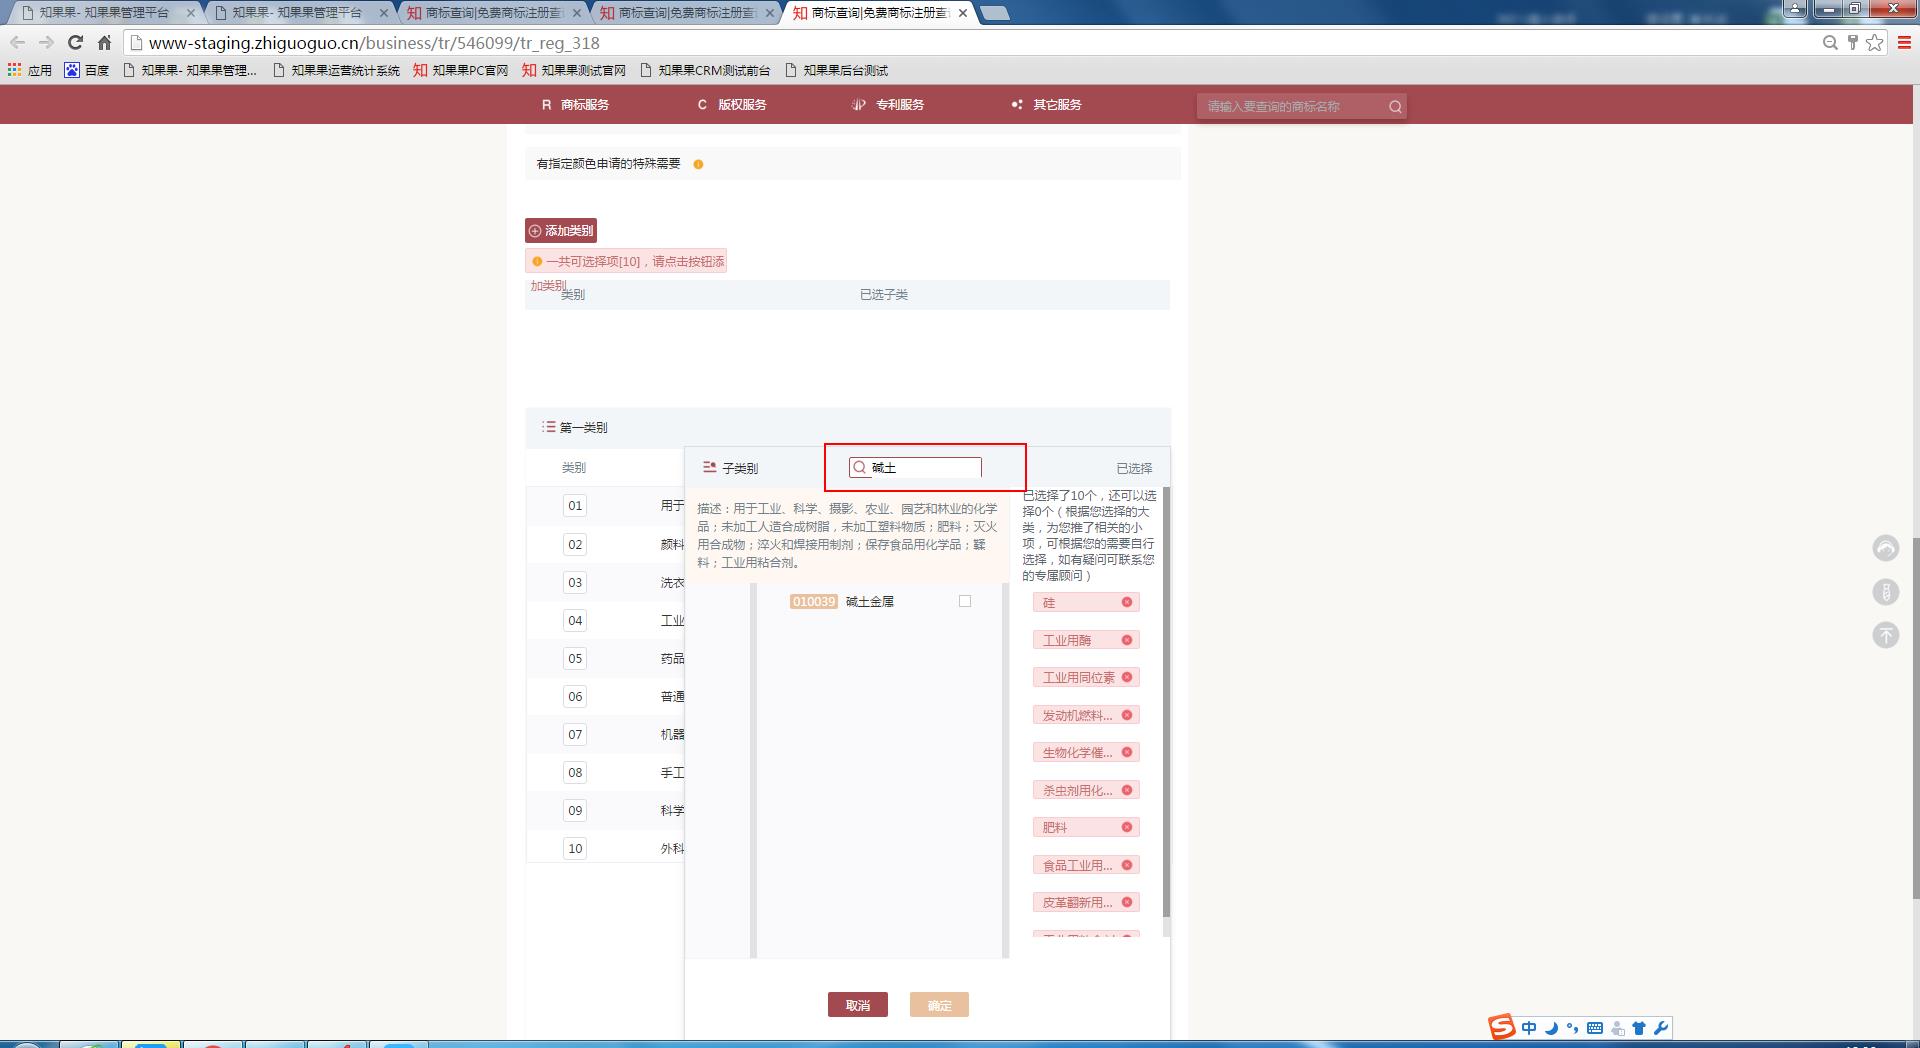 知果果- 知果果管理平台
知果果- 知果果管理平台
知 商标查询|免费商标注册查
知 商标查询|免费商标注册查
知 商标查询|免费商标注册查
www-staging.zhiguoguo.cn/business/tr/546099/tr_reg_318
应用
百度
知果果- 知果果管理...
知果果运营统计系统
知 知果果PC官网
知 知果果测试官网
知果果CRM测试前台
知果果后台测试
R 商标服务
C 版权服务
专利服务
其它服务
请输入要查询的商标名称
有指定颜色申请的特殊需要
添加类别
一共可选择项[10]，请点击按钮添
加类别
类别
已选子类
第一类别
类别
子类别
碱土
已选择
01 用于
02 颜料
03 洗衣
04 工业
05 药品
06 普通
07 机器
08 手工
09 科学
10 外科
描述：用于工业、科学、摄影、农业、园艺和林业的化学
品；未加工人造合成树脂，未加工塑料物质；肥料；灭火
用合成物；淬火和焊接用制剂；保存食品用化学品；鞣
料；工业用粘合剂。
010039 碱土金属
已选择了10个，还可以选
择0个（根据您选择的大
类，为您推了相关的小
项，可根据您的需要自行
选择，如有疑问可联系您
的专属顾问）
硅
工业用酶
工业用同位素
发动机燃料...
生物化学催...
杀虫剂用化...
肥料
食品工业用...
皮革翻新用...
取消
确定
中